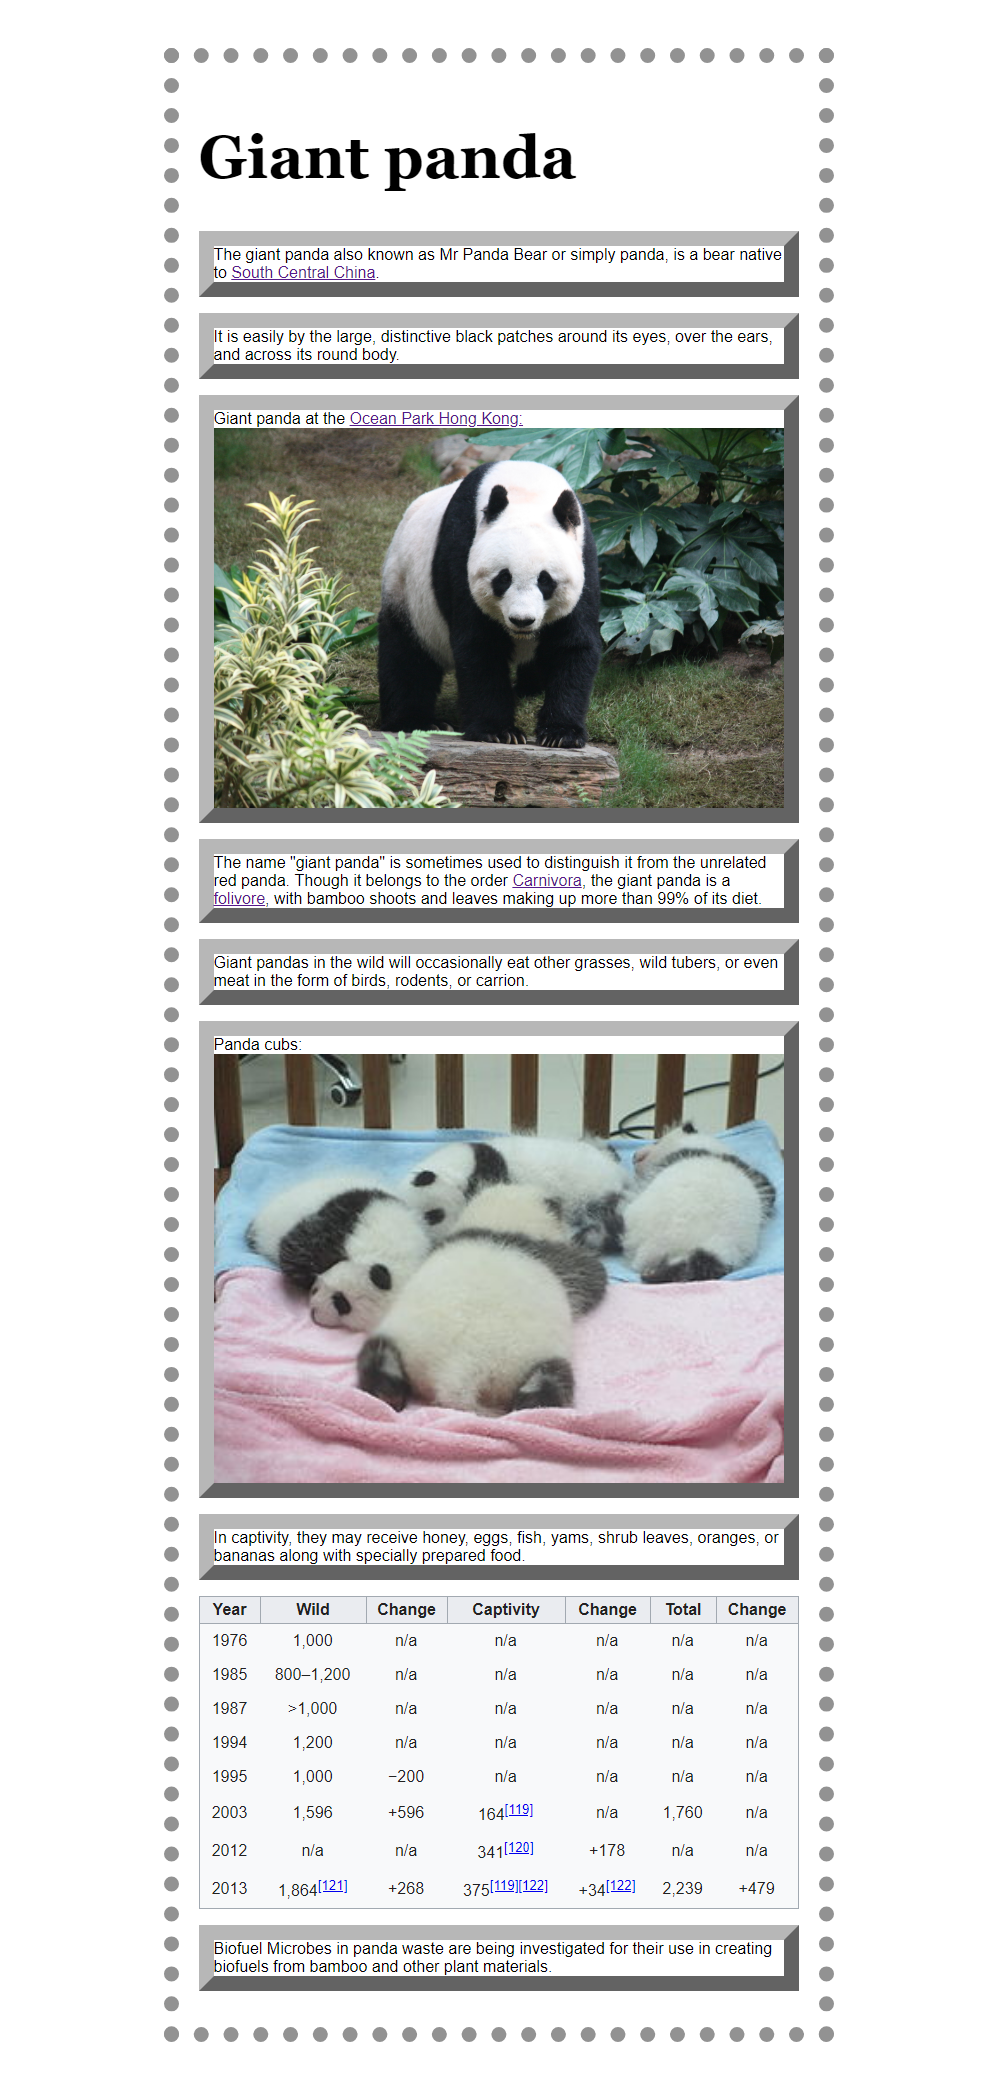 Giant panda
The giant panda also known as Mr Panda Bear or simply panda, is a bear native
to South Central China.
It is easily by the large, distinctive black patches around its eyes, over the ears,
and across its round body.
Giant panda at the Ocean Park Hong Kong:
The name "giant panda" is sometimes used to distinguish it from the unrelated
red panda. Though it belongs to the order Carnivora, the giant panda is a
folivore, with bamboo shoots and leaves making up more than 99% of its diet.
Giant pandas in the wild will occasionally eat other grasses, wild tubers, or even
meat in the form of birds, rodents, or carrion.
Panda cubs:
In captivity, they may receive honey, eggs, fish, yams, shrub leaves, oranges, or
bananas along with specially prepared food.
Year Wild Change Captivity Change Total Change
1976 1,000 n/a n/a n/a n/a n/a
1985 800–1,200 n/a n/a n/a n/a n/a
1987 >1,000 n/a n/a n/a n/a n/a
1994 1,200 n/a n/a n/a n/a n/a
1995 1,000 −200 n/a n/a n/a n/a
2003 1,596 +596 164[119] n/a 1,760 n/a
2012 n/a n/a 341[120] +178 n/a n/a
2013 1,864[121] +268 375[119][122] +34[122] 2,239 +479
Biofuel Microbes in panda waste are being investigated for their use in creating
biofuels from bamboo and other plant materials.